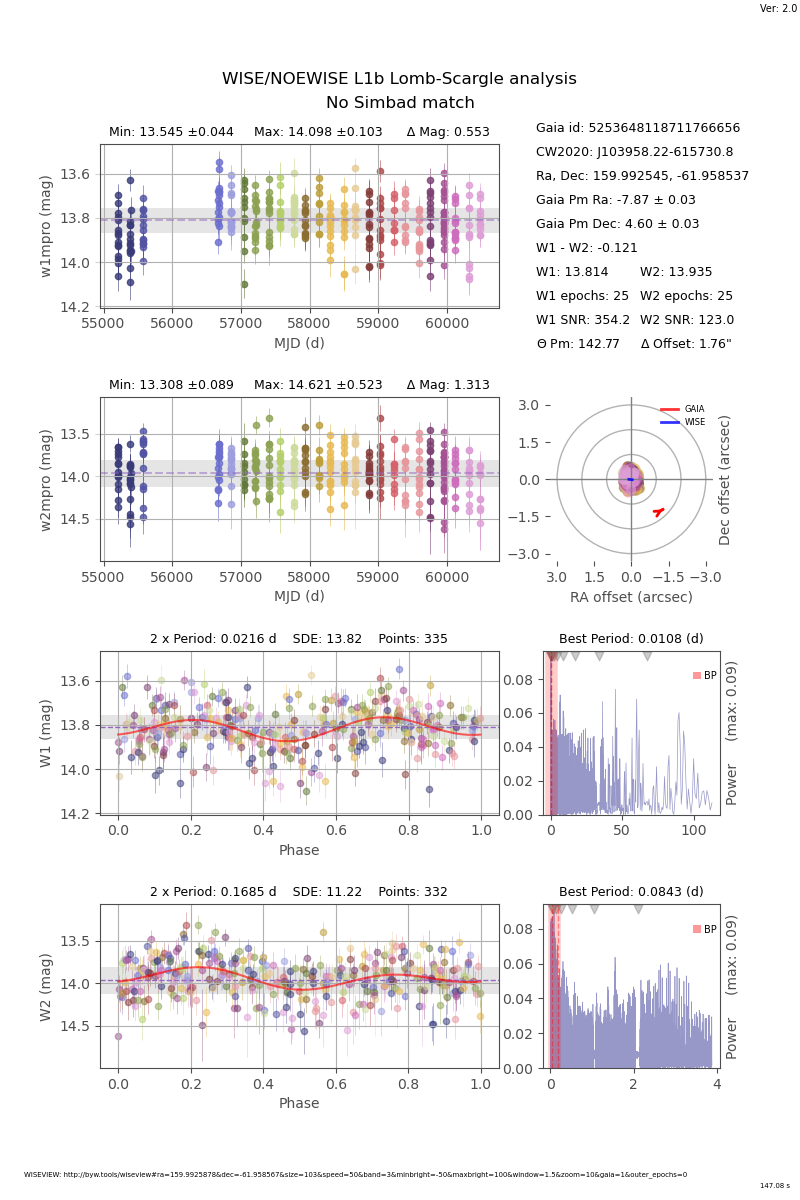 Ver: 2.0
WISE/NOEWISE L1b Lomb-Scargle analysis
No Simbad match
Min: 13.545 ±0.044 Max: 14.098 ±0.103 Δ Mag: 0.553
w1mpro (mag)
13.6
13.8
14.0
14.2
55000 56000 57000 58000 59000 60000
MJD (d)
Gaia id: 5253648118711766656
CW2020: J103958.22-615730.8
Ra, Dec: 159.992545, -61.958537
Gaia Pm Ra: -7.87 ± 0.03
Gaia Pm Dec: 4.60 ± 0.03
W1 - W2: -0.121
W1: 13.814 W2: 13.935
W1 epochs: 25 W2 epochs: 25
W1 SNR: 354.2 W2 SNR: 123.0
Θ Pm: 142.77 Δ Offset: 1.76"
Min: 13.308 ±0.089 Max: 14.621 ±0.523 Δ Mag: 1.313
w2mpro (mag)
13.5
14.0
14.5
55000 56000 57000 58000 59000 60000
MJD (d)
GAIA
WISE
3.0
1.5
0.0
−1.5
−3.0
3.0 1.5 0.0 −1.5 −3.0
RA offset (arcsec)
Dec offset (arcsec)
2 x Period: 0.0216 d SDE: 13.82 Points: 335
W1 (mag)
13.6
13.8
14.0
14.2
0.0 0.2 0.4 0.6 0.8 1.0
Phase
Best Period: 0.0108 (d)
BP
0.08
0.06
0.04
0.02
0.00
0 50 100
Power (max: 0.09)
2 x Period: 0.1685 d SDE: 11.22 Points: 332
W2 (mag)
13.5
14.0
14.5
0.0 0.2 0.4 0.6 0.8 1.0
Phase
Best Period: 0.0843 (d)
BP
0.08
0.06
0.04
0.02
0.00
0 2 4
Power (max: 0.09)
WISEVIEW: http://byw.tools/wiseview#ra=159.9925878&dec=-61.958567&size=103&speed=50&band=3&minbright=-50&maxbright=100&window=1.5&zoom=10&gaia=1&outer_epochs=0
147.08 s